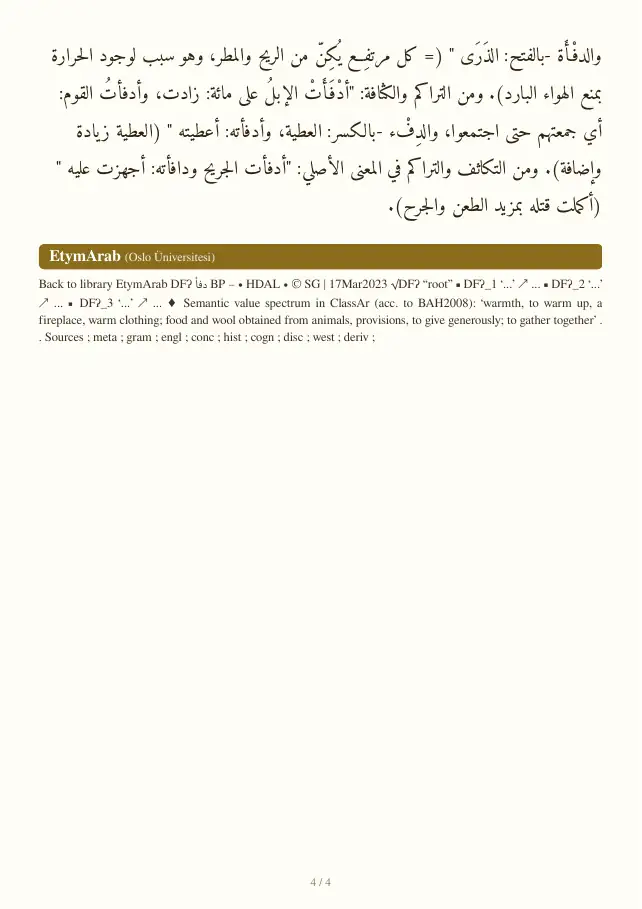 والدفْأَة -بالفتح: الذَرَى " (= كل مرتفِع يُكِنّ من الريح والمطر، وهو سبب لوجود الحرارة
بمنع الهواء البارد). ومن التراكم والكثافة: "أدْفَأَتْ الإبلُ على مائة: زادت، وأدفأتُ القوم:
أي جمعتهم حتى اجتمعوا، والدِفْء -بالكسر: العطية، وأدفأته: أعطيته " (العطية زيادة
وإضافة). ومن التكاثف والتراكم في المعنى الأصلي: "أدفأت الجريح ودافأته: أجهزت عليه "
(أكملت قتله بمزيد الطعن والجرح).
EtymArab (Oslo Üniversitesi)
Back to library EtymArab DFʔ دفأ BP – • HDAL • © SG | 17Mar2023 √DFʔ “root” ▪ DFʔ_1 ‘...’ ↗ ... ▪ DFʔ_2 ‘...’
↗ ... ▪ DFʔ_3 ‘...’ ↗ ... ♦ Semantic value spectrum in ClassAr (acc. to BAH2008): ‘warmth, to warm up, a
fireplace, warm clothing; food and wool obtained from animals, provisions, to give generously; to gather together’ .
. Sources ; meta ; gram ; engl ; conc ; hist ; cogn ; disc ; west ; deriv ;
4 / 4